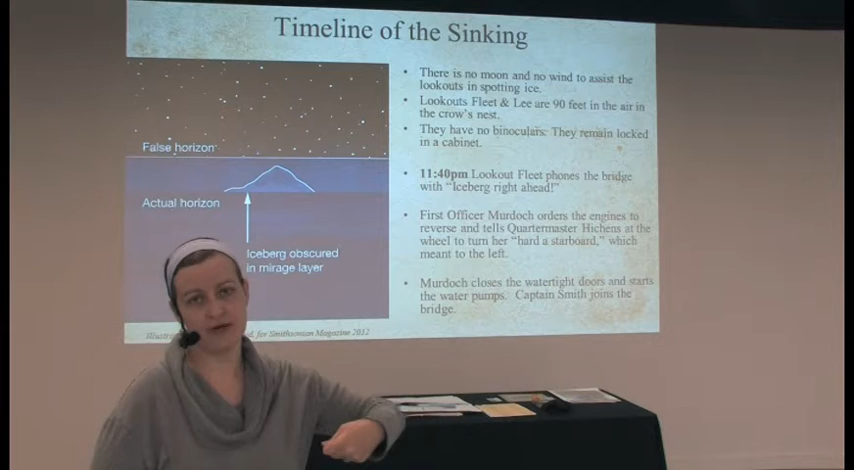 Timeline of the Sinking
False horizon
Actual horizon
Iceberg obscured
in mirage layer
for Smithsonian Magazine 2012
• There is no moon and no wind to assist the
lookouts in spotting ice.
• Lookouts Fleet & Lee are 90 feet in the air in
the crow's nest.
• They have no binoculars. They remain locked
in a cabinet.
• 11:40pm Lookout Fleet phones the bridge
with "Iceberg right ahead!"
• First Officer Murdoch orders the engines to
reverse and tells Quartermaster Hichens at the
wheel to turn her "hard a starboard," which
meant to the left.
• Murdoch closes the watertight doors and starts
the water pumps. Captain Smith joins the
bridge.